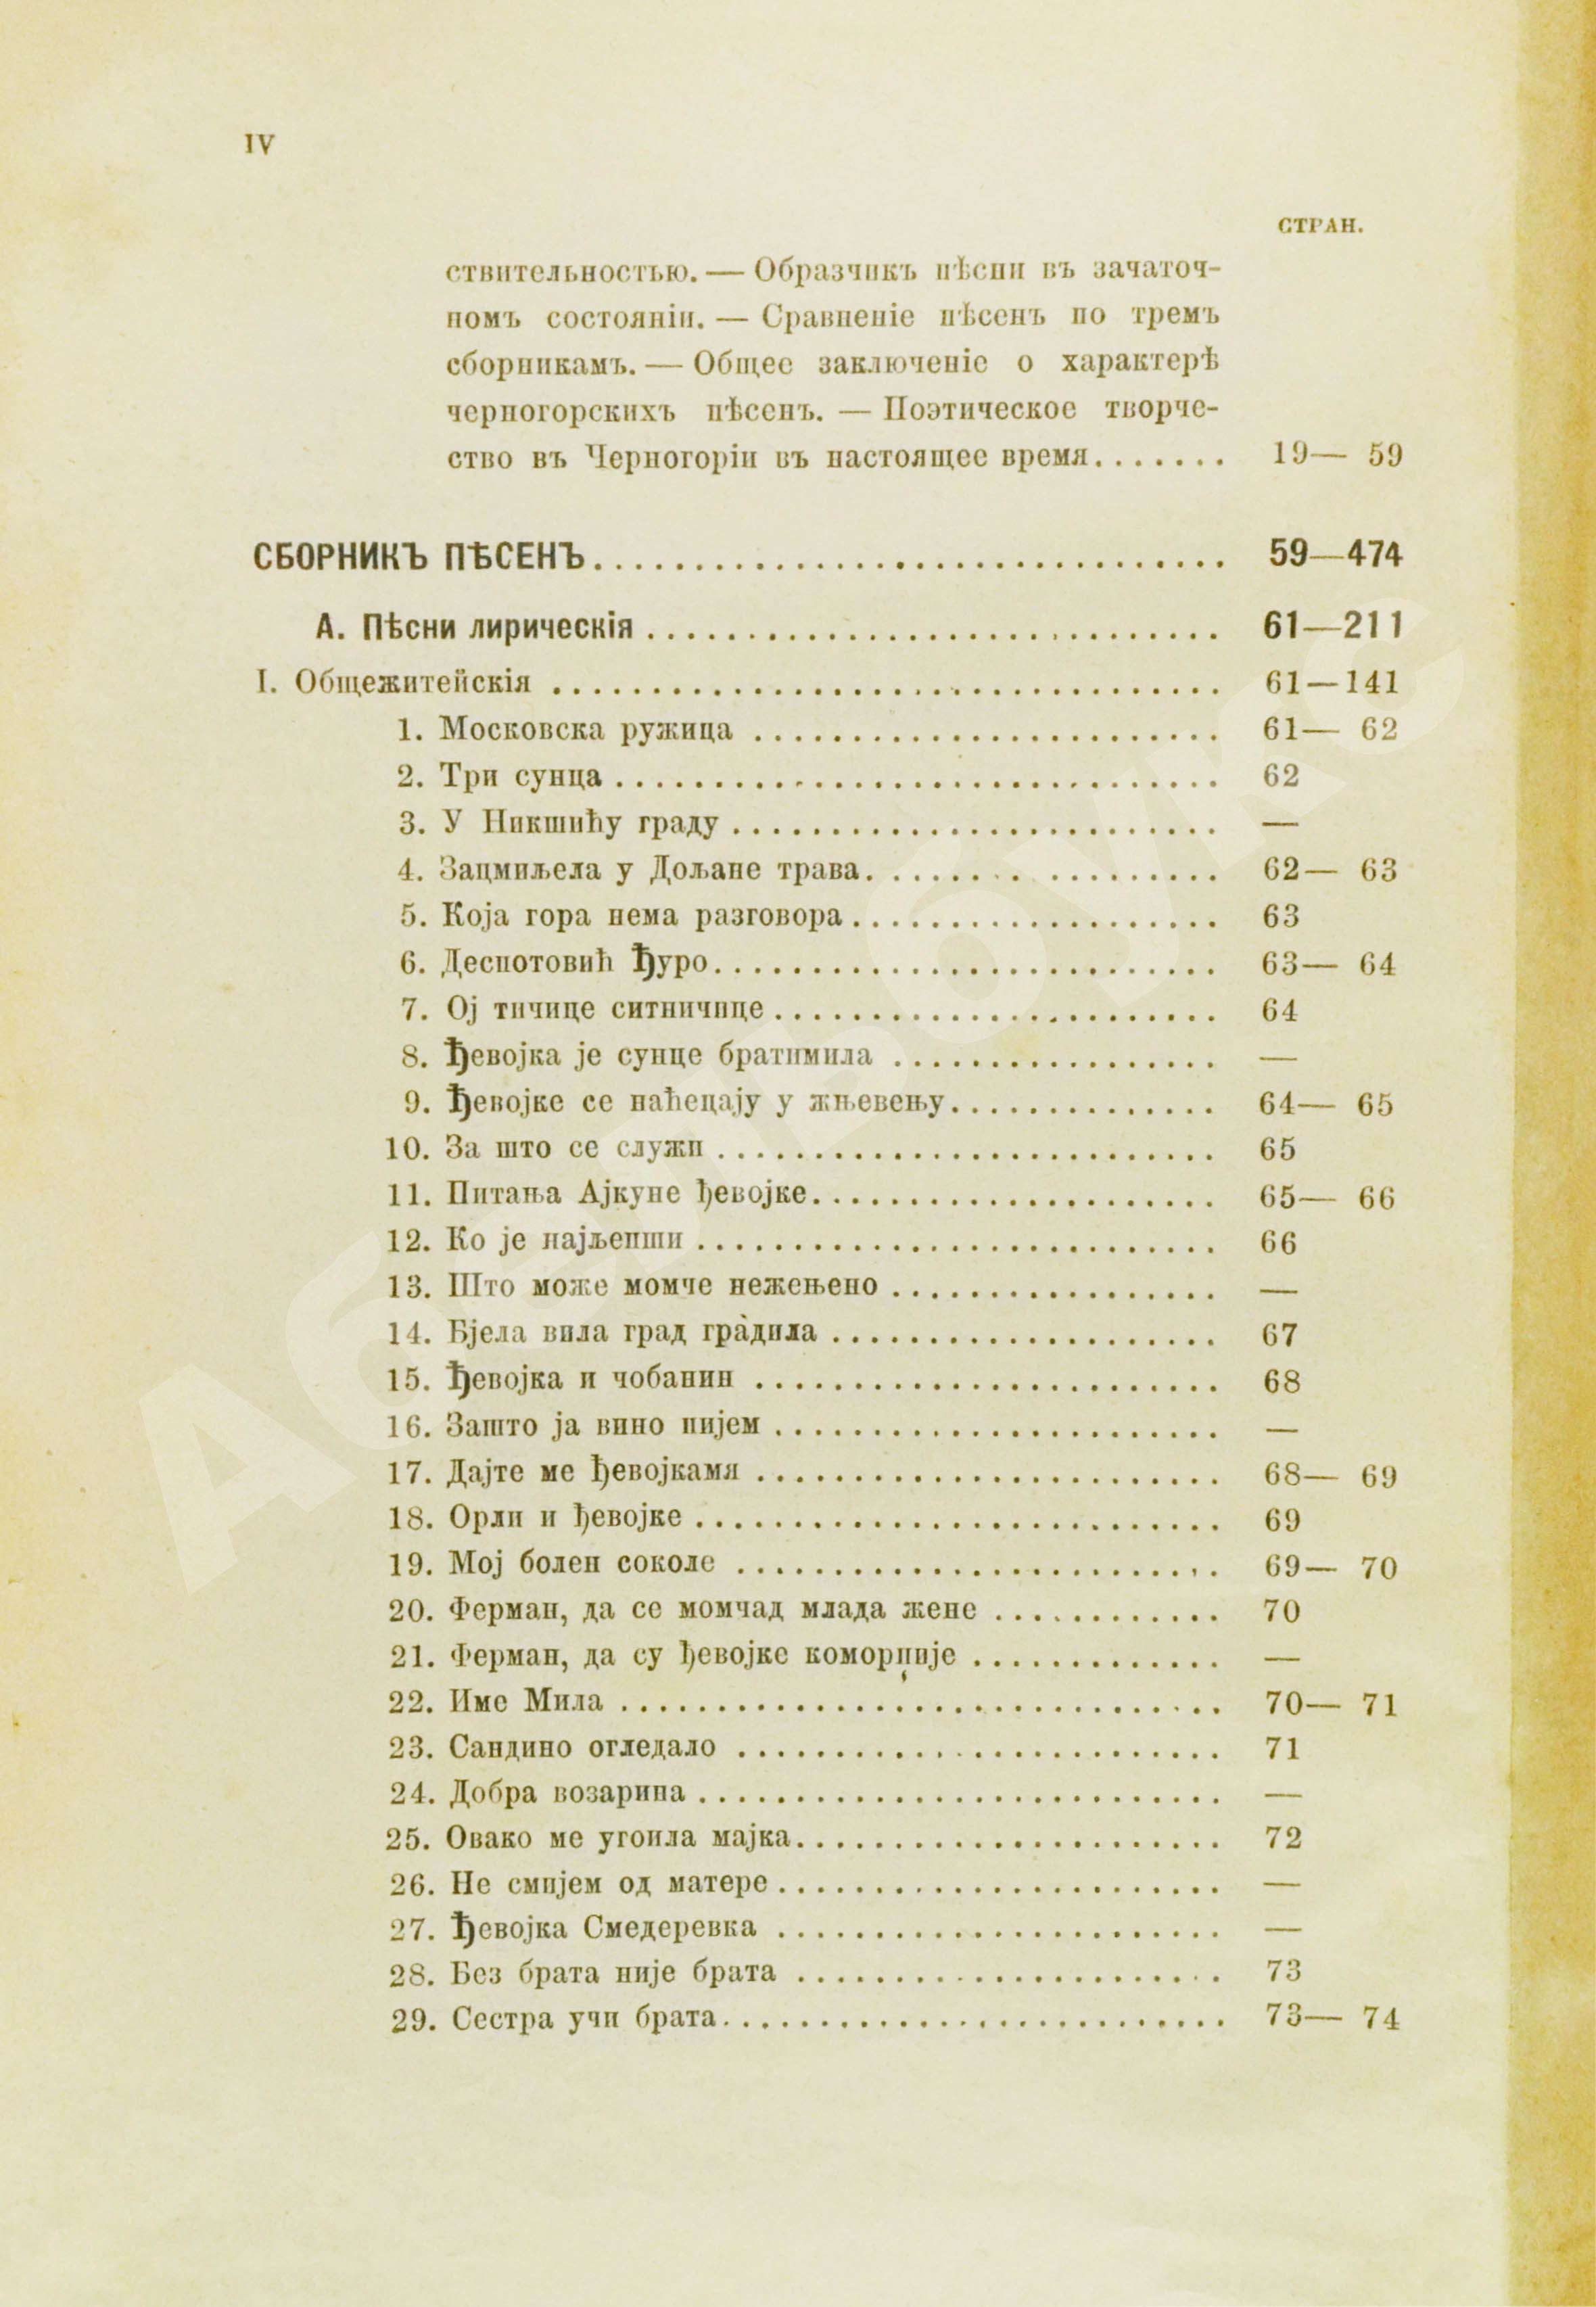 IV
СТРАН.
ствительностью. — Образчикъ пѣсни въ зачаточ-
номъ состояніи. — Сравненіе пѣсенъ по тремъ
сборникамъ. — Общее заключеніе о характерѣ
черногорскихъ пѣсенъ. — Поэтическое творче-
ство въ Черногоріи въ настоящее время....... 19— 59
СБОРНИКЪ ПѢСЕНЪ................................ 59—474
А. Пѣсни лирическія ............................. 61—211
I. Общежитейскія .................................. 61—141
1. Московска ружица ........................ 61— 62
2. Три сунца ............................... 62
3. У Никшићу граду ......................... —
4. Зацмиљела у Дољане трава.................. 62— 63
5. Која гора нема разговора ................... 63
6. Деспотовић Ђуро.......................... 63— 64
7. Ој тичице ситничице ....................... 64
8. Ђевојка је сунце братимила ................. —
9. Ђевојке се наћецају у жњевењу.............. 64— 65
10. За што се служи .......................... 65
11. Питања Ајкуне ђевојке..................... 65— 66
12. Ко је најљепши ........................... 66
13. Што може момче нежењено ................. —
14. Бјела вила град гра̀дила .................... 67
15. Ђевојка и чобанин ........................ 68
16. Зашто ја вино пијем ....................... —
17. Дајте ме ђевојкамя ........................ 68— 69
18. Орли и ђевојке ........................... 69
19. Мој болен соколе ......................... 69— 70
20. Ферман, да се момчад млада жене ............ 70
21. Ферман, да су ђевојке коморџије ............. —
22. Име Мила ............................... 70— 71
23. Сандино огледало ......................... 71
24. Добра возарина ........................... —
25. Овако ме угоила мајка...................... 72
26. Не смијем од матере ....................... —
27. Ђевојка Смедеревка ....................... —
28. Без брата није брата ...................... 73
29. Сестра учи брата.......................... 73— 74